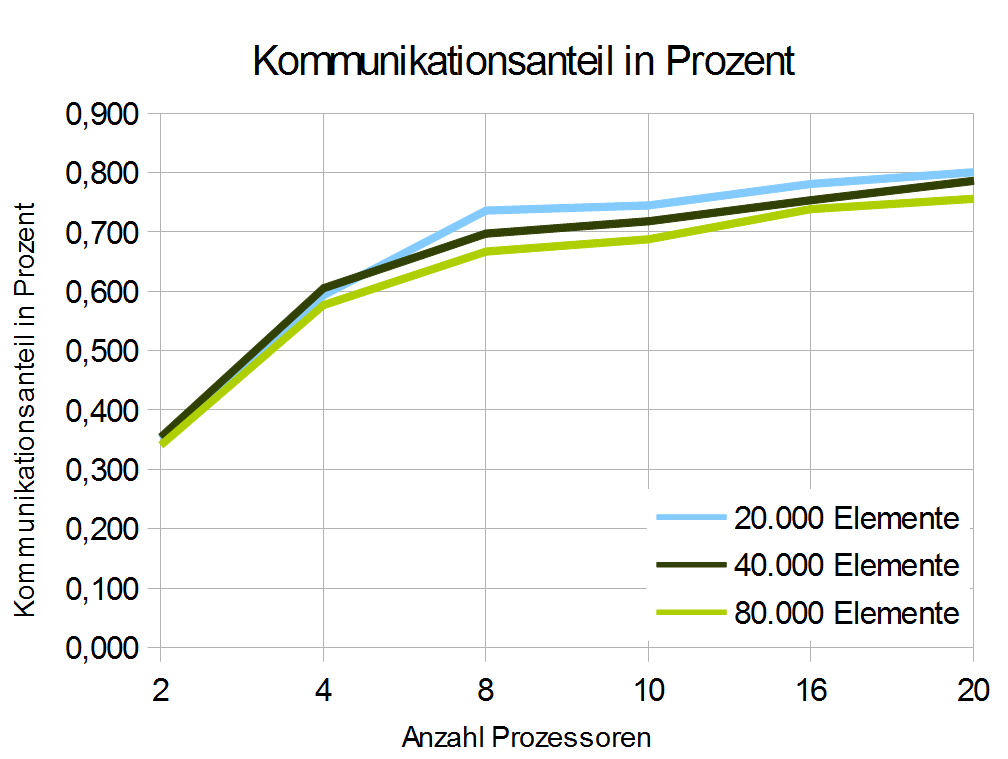 Kommunikationsanteil in Prozent
Kommunikationsanteil in Prozent
0,900
0,800
0,700
0,600
0,500
0,400
0,300
0,200
0,100
0,000
20.000 Elemente
40.000 Elemente
80.000 Elemente
2 4 8 10 16 20
Anzahl Prozessoren